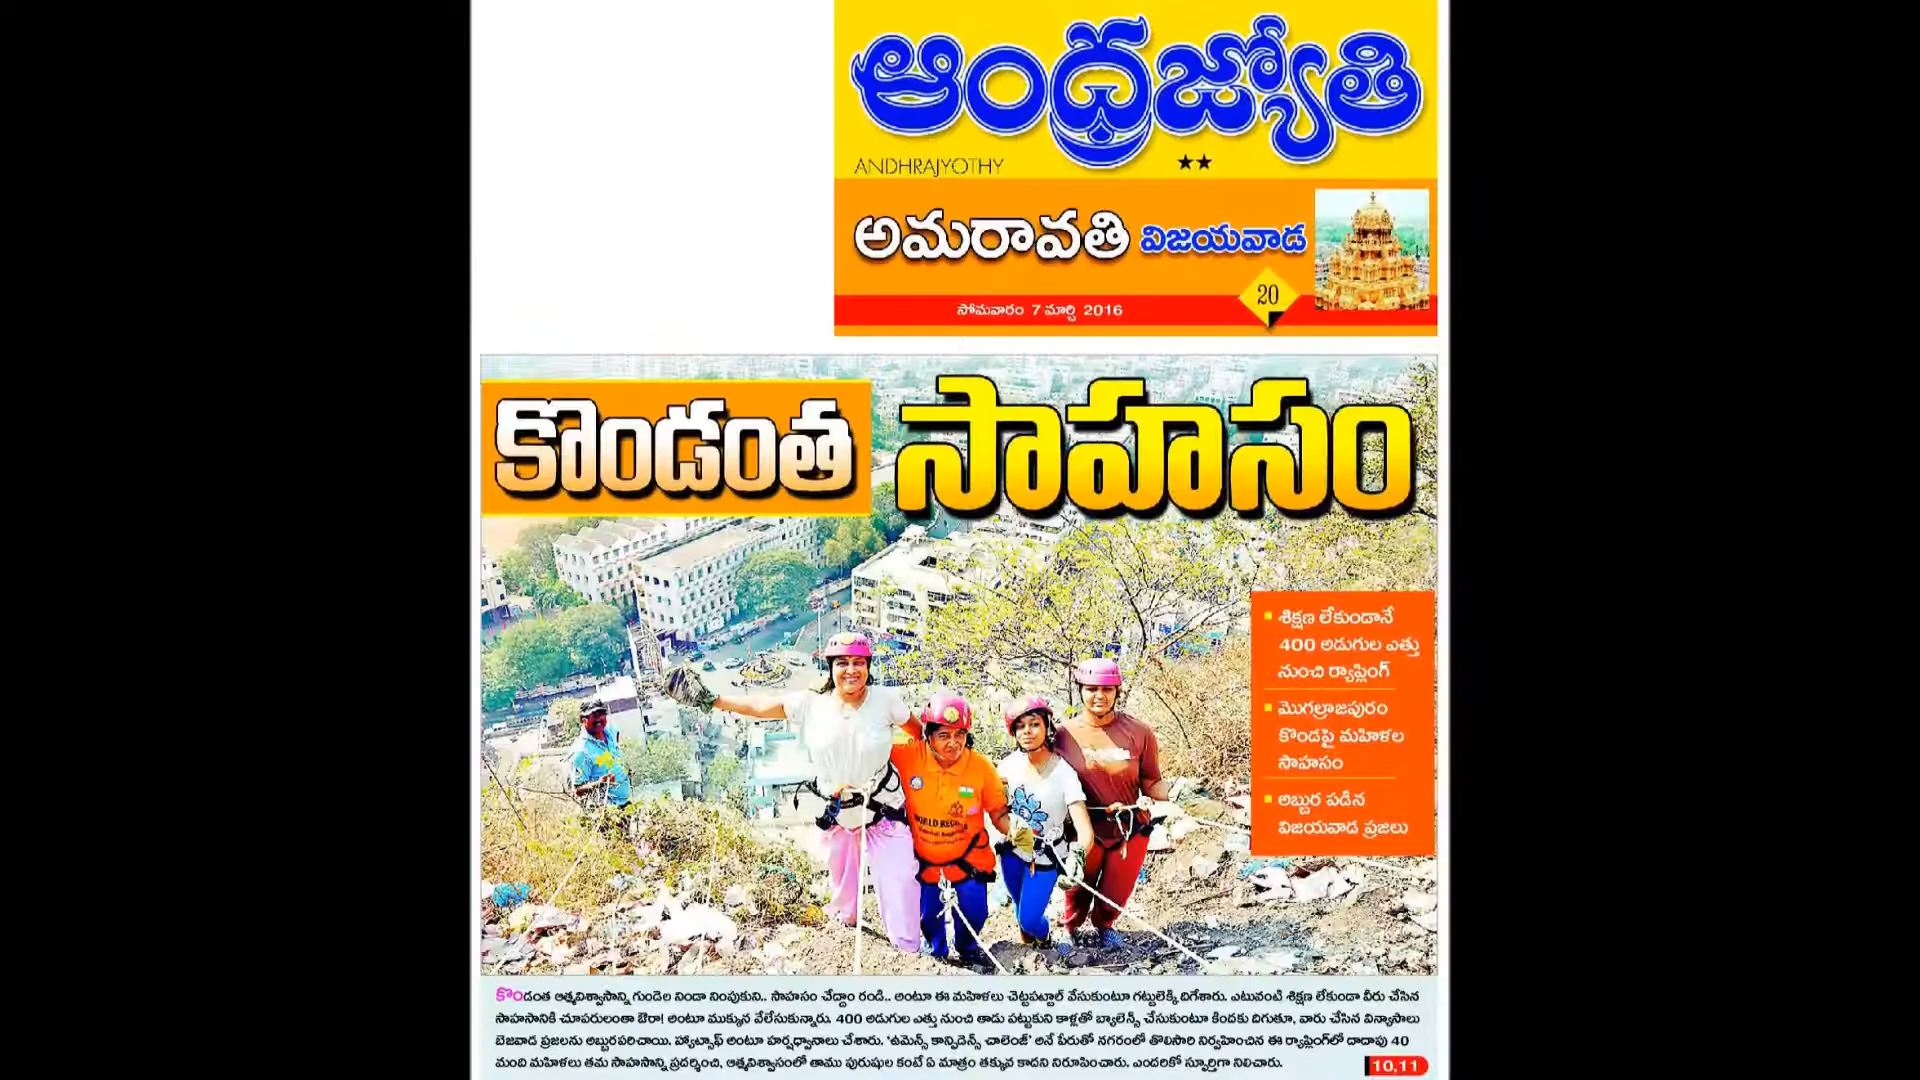 ఆంధ్రజ్యోతి
ANDHRAJYOTHY
★★
అమరావతి విజయవాడ
20
సోమవారం 7 మార్చి 2016
కొండంత సాహసం
శిక్షణ లేకుండానే
400 అడుగుల ఎత్తు
నుంచి ర్యాప్లింగ్
మొగల్రాజపురం
కొండపై మహిళల
సాహసం
అబ్బుర పడిన
విజయవాడ ప్రజలు
WORLD RECORD
కొండంత ఆత్మవిశ్వాసాన్ని గుండెల నిండా నింపుకుని.. సాహసం చేద్దాం రండి.. అంటూ ఈ మహిళలు చెట్టపట్టాల్ వేసుకుంటూ గట్టులెక్కి దిగేశారు. ఎటువంటి శిక్షణ లేకుండా వీరు చేసిన
సాహసానికి చూపరులంతా ఔరా! అంటూ ముక్కున వేలేసుకున్నారు. 400 అడుగుల ఎత్తు నుంచి తాడు పట్టుకుని కాళ్లతో బ్యాలెన్స్ చేసుకుంటూ కిందకు దిగుతూ, వారు చేసిన విన్యాసాలు
బెజవాడ ప్రజలను అబ్బురపరిచాయి. హ్యాట్సాఫ్ అంటూ హర్షధ్వానాలు చేశారు. 'ఉమెన్స్ కాన్ఫిడెన్స్ చాలెంజ్' అనే పేరుతో నగరంలో తొలిసారి నిర్వహించిన ఈ ర్యాప్లింగ్‌లో దాదాపు 40
మంది మహిళలు తమ సాహసాన్ని ప్రదర్శించి, ఆత్మవిశ్వాసంలో తాము పురుషుల కంటే ఏ మాత్రం తక్కువ కాదని నిరూపించారు. ఎందరికో స్ఫూర్తిగా నిలిచారు.
10,11